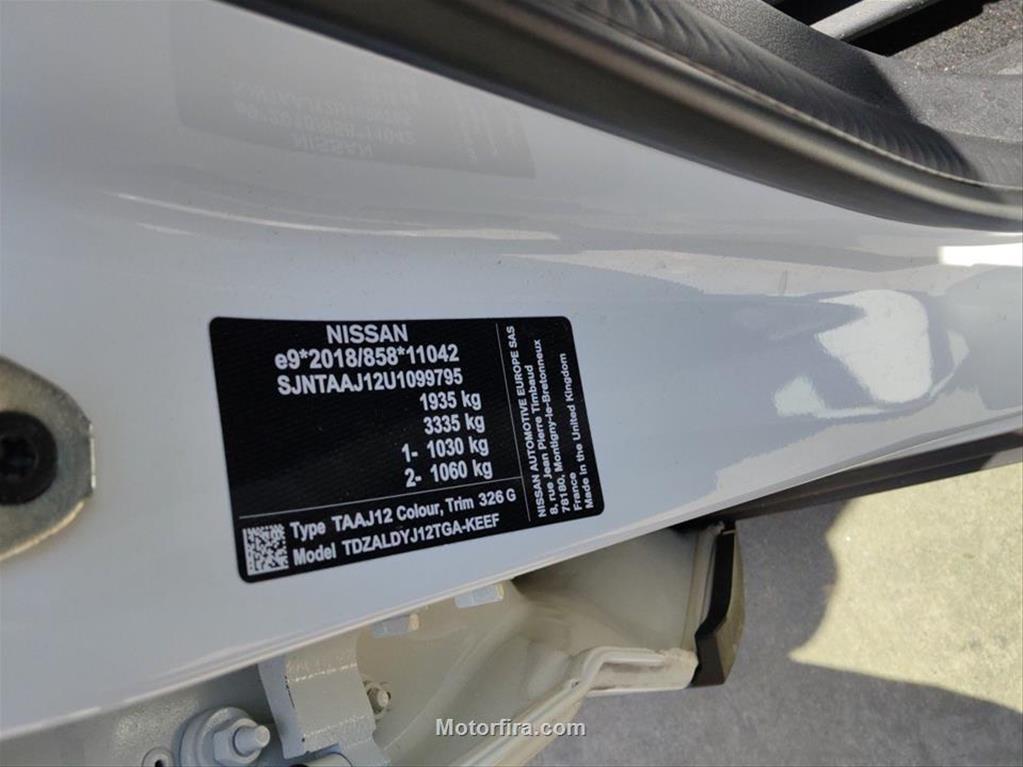 NISSAN
e9*2018/858*11042
SJNTAAJ12U1099795
1935 kg
3335 kg
1- 1030 kg
2- 1060 kg
Type TAAJ12 Colour, Trim 326 G
Model TDZALDYJ12TGA-KEEF
NISSAN AUTOMOTIVE EUROPE SAS
8, rue Jean Pierre Timbaud
78180, Montigny-le-Bretonneux
France
Made in the United Kingdom
Motorfira.com